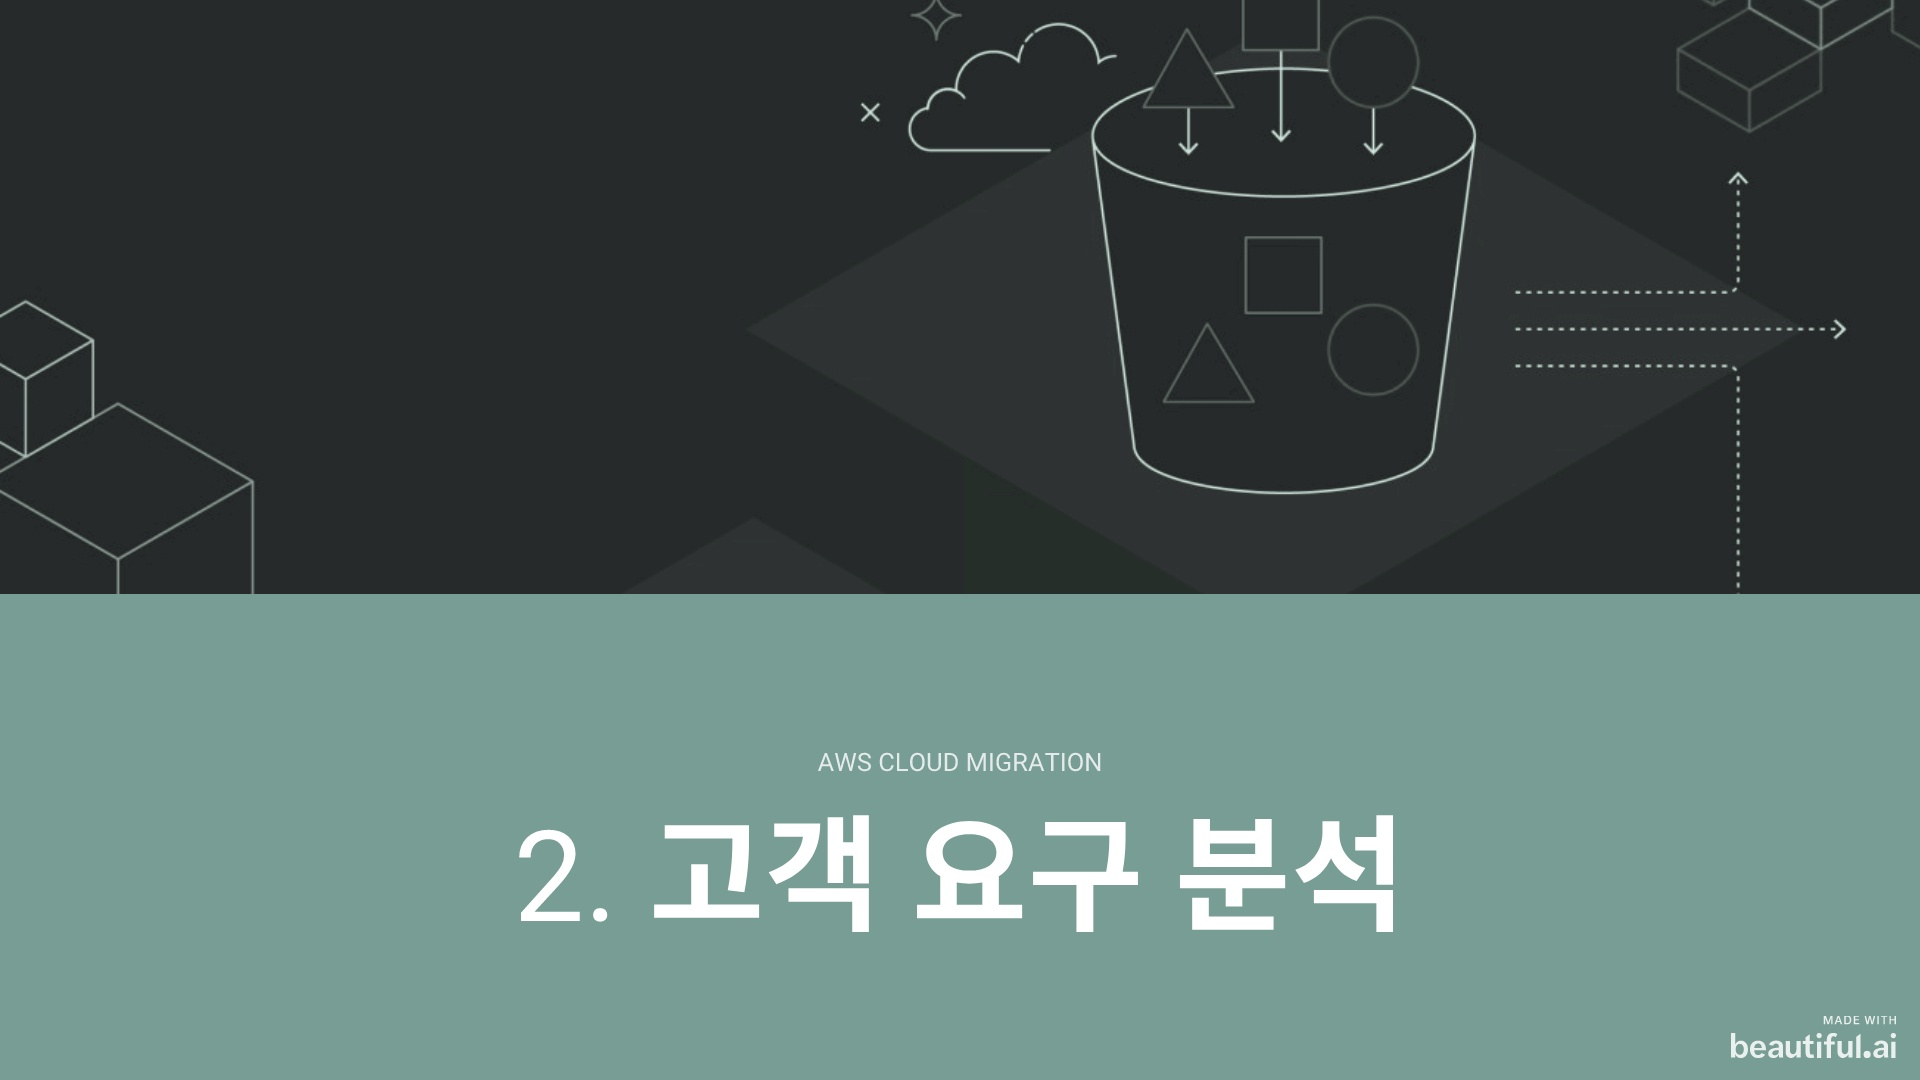 AWS CLOUD MIGRATION
2. 고객 요구 분석
MADE WITH
beautiful.ai